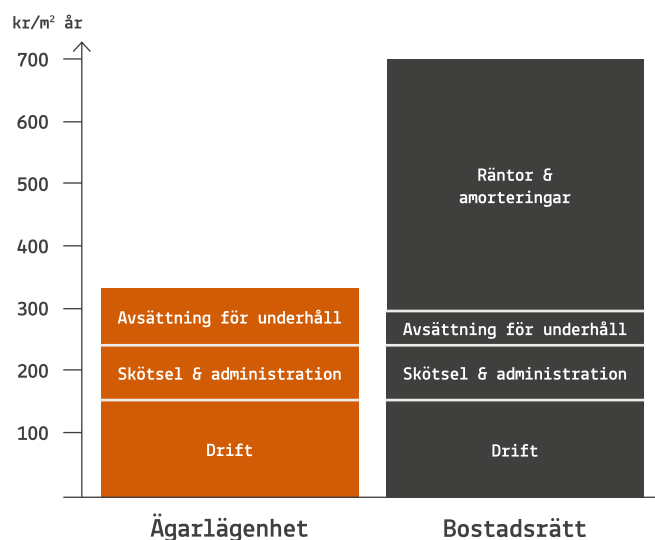 kr/m² år
700
600
500
400
300
200
100
Räntor &
amorteringar
Avsättning för underhåll
Avsättning för underhåll
Skötsel & administration
Skötsel & administration
Drift
Drift
Ägarlägenhet
Bostadsrätt